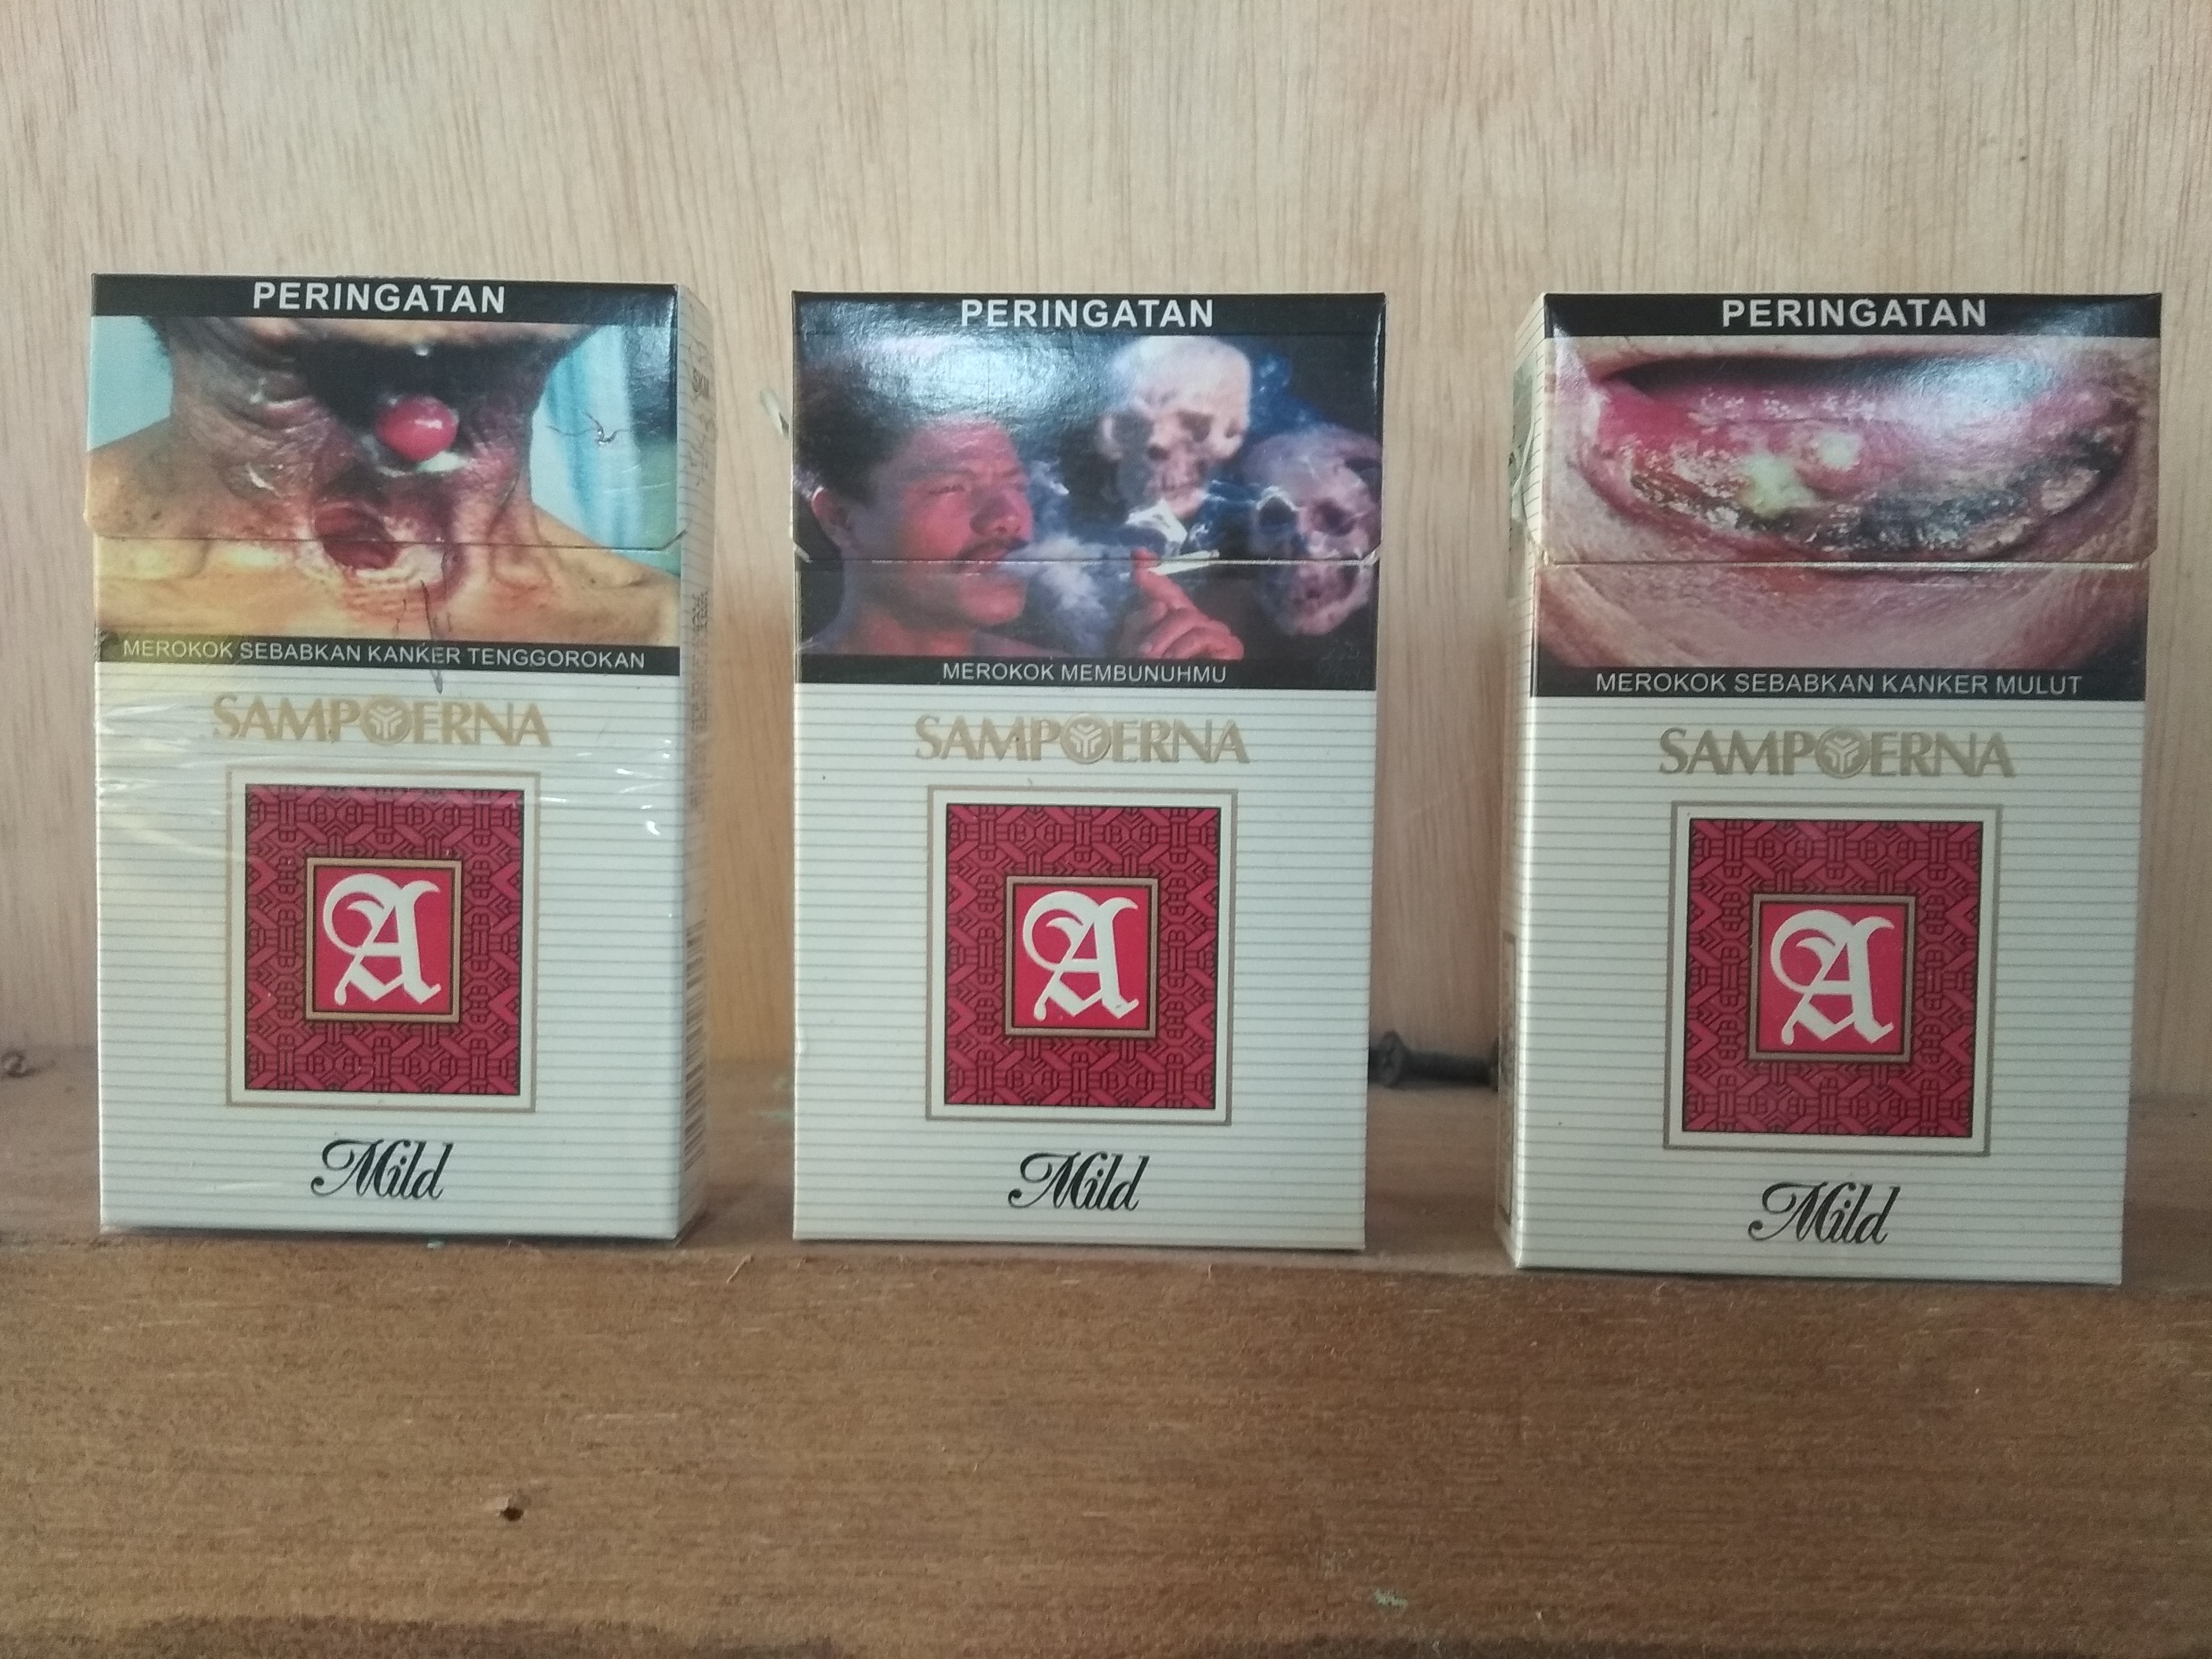 PERINGATAN
MEROKOK SEBABKAN KANKER TENGGOROKAN
SAMPOERNA
A
Mild
PERINGATAN
MEROKOK MEMBUNUHMU
SAMPOERNA
A
Mild
PERINGATAN
MEROKOK SEBABKAN KANKER MULUT
SAMPOERNA
A
Mild